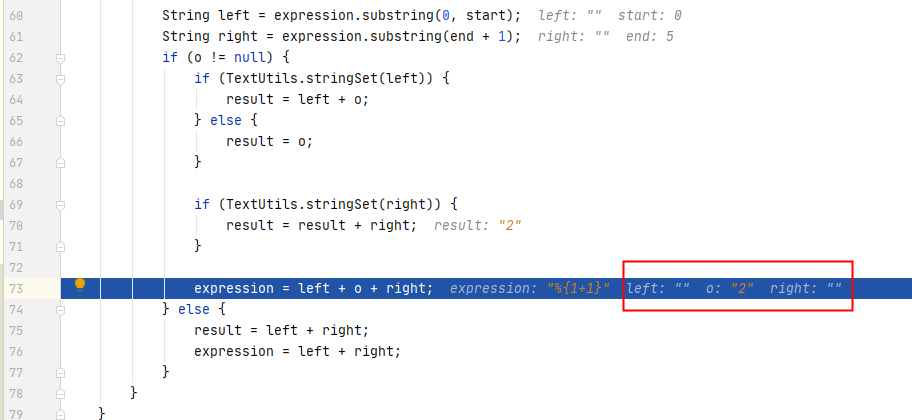 60 String left = expression.substring(0, start); left: "" start: 0
61 String right = expression.substring(end + 1); right: "" end: 5
62 if (o != null) {
63 if (TextUtils.stringSet(left)) {
64 result = left + o;
65 } else {
66 result = o;
67 }
68
69 if (TextUtils.stringSet(right)) {
70 result = result + right; result: "2"
71 }
72
73 expression = left + o + right; expression: "%{1+1}" left: "" o: "2" right: ""
74 } else {
75 result = left + right;
76 expression = left + right;
77 }
78 }
79 }